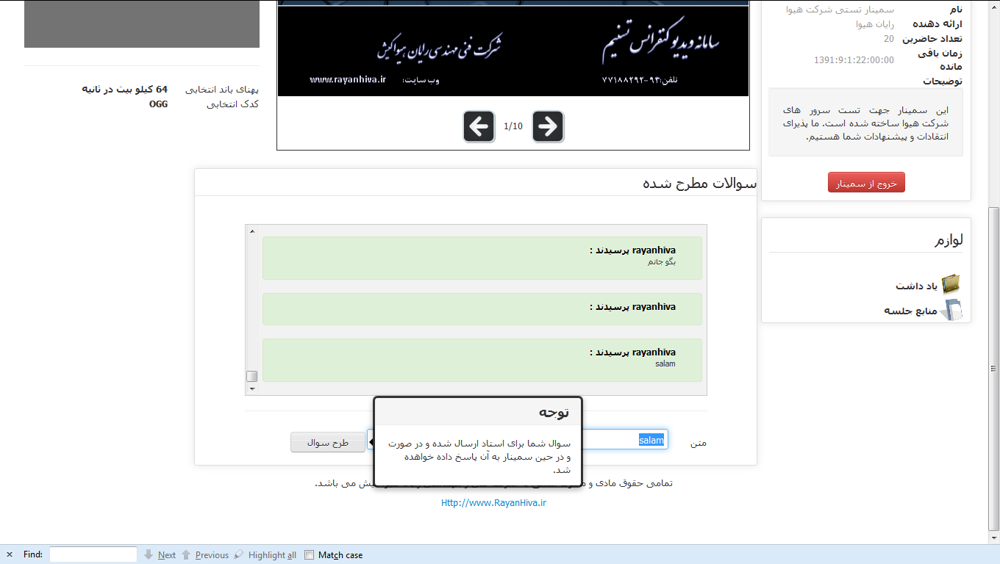 نام سمینار تستی شرکت هیوا
ارائه دهنده رایان هیوا
تعداد حاضرین 20
زمان باقی مانده 1391:9:1:22:00:00
توضیحات
این سمینار جهت تست سرور های
شرکت هیوا ساخته شده است. ما پذیرای
انتقادات و پیشنهادات شما هستیم.
خروج از سمینار
لوازم
یاد داشت
منابع جلسه
سامانه ویدیو کنفرانس تسنیم
شرکت فنی مهندسی رایان هیواکیش
تلفن:۹۳-۷۷۱۸۸۲۹۲
وب سایت: www.rayanhiva.ir
1/10
پهنای باند انتخابی 64 کیلو بیت در ثانیه
کدک انتخابی OGG
سوالات مطرح شده
rayanhiva پرسیدند :
بگو جانم
rayanhiva پرسیدند :
rayanhiva پرسیدند :
salam
متن salam
طرح سوال
توجه
سوال شما برای استاد ارسال شده و در صورت
و در حین سمینار به آن پاسخ داده خواهده
شد.
تمامی حقوق مادی و
می باشد.
Http://www.RayanHiva.ir
Find: Next Previous Highlight all Match case